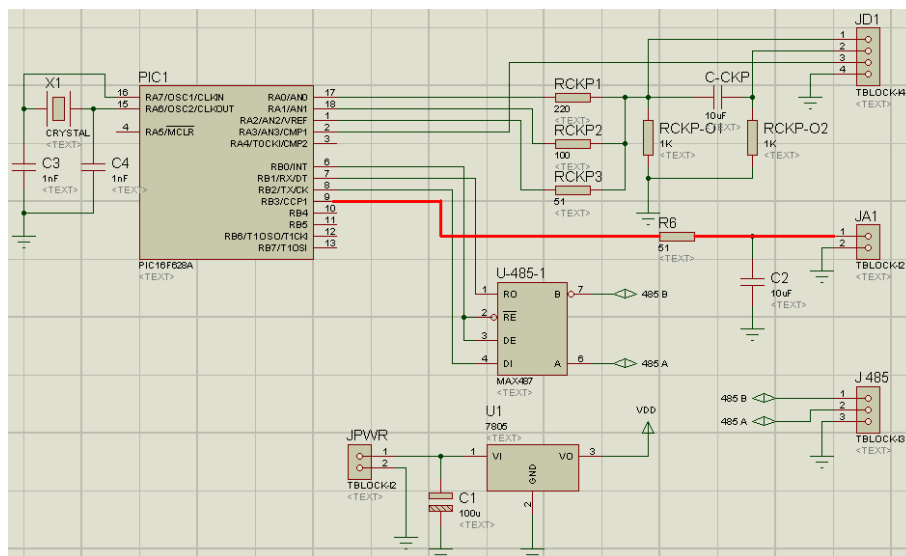 JD1
1
2
3
4
TBLOCK-I4
<TEXT>
X1
CRYSTAL
<TEXT>
C3
1nF
<TEXT>
C4
1nF
<TEXT>
PIC1
16 RA7/OSC1/CLKIN RA0/AN0 17
15 RA6/OSC2/CLKOUT RA1/AN1 18
RA2/AN2/VREF 1
4 RA5/MCLR RA3/AN3/CMP1 2
RA4/T0CKI/CMP2 3
RB0/INT 6
RB1/RX/DT 7
RB2/TX/CK 8
RB3/CCP1 9
RB4 10
RB5 11
RB6/T1OSO/T1CKI 12
RB7/T1OSI 13
PIC16F628A
<TEXT>
RCKP1
220
<TEXT>
RCKP2
100
<TEXT>
RCKP3
51
<TEXT>
C-CKP
10uF
<TEXT>
RCKP-O1
1K
<TEXT>
RCKP-O2
1K
<TEXT>
R6
51
<TEXT>
JA1
1
2
TBLOCK-I2
<TEXT>
C2
10uF
<TEXT>
U-485-1
1 RO B 7
2 RE
3 DE
4 DI A 6
MAX487
<TEXT>
485 B
485 A
J 485
485 B 1
485 A 2
3
TBLOCK-I3
<TEXT>
U1
7805
<TEXT>
1 VI VO 3
GND
2
VDD
JPWR
1
2
TBLOCK-I2
<TEXT>
C1
100u
<TEXT>